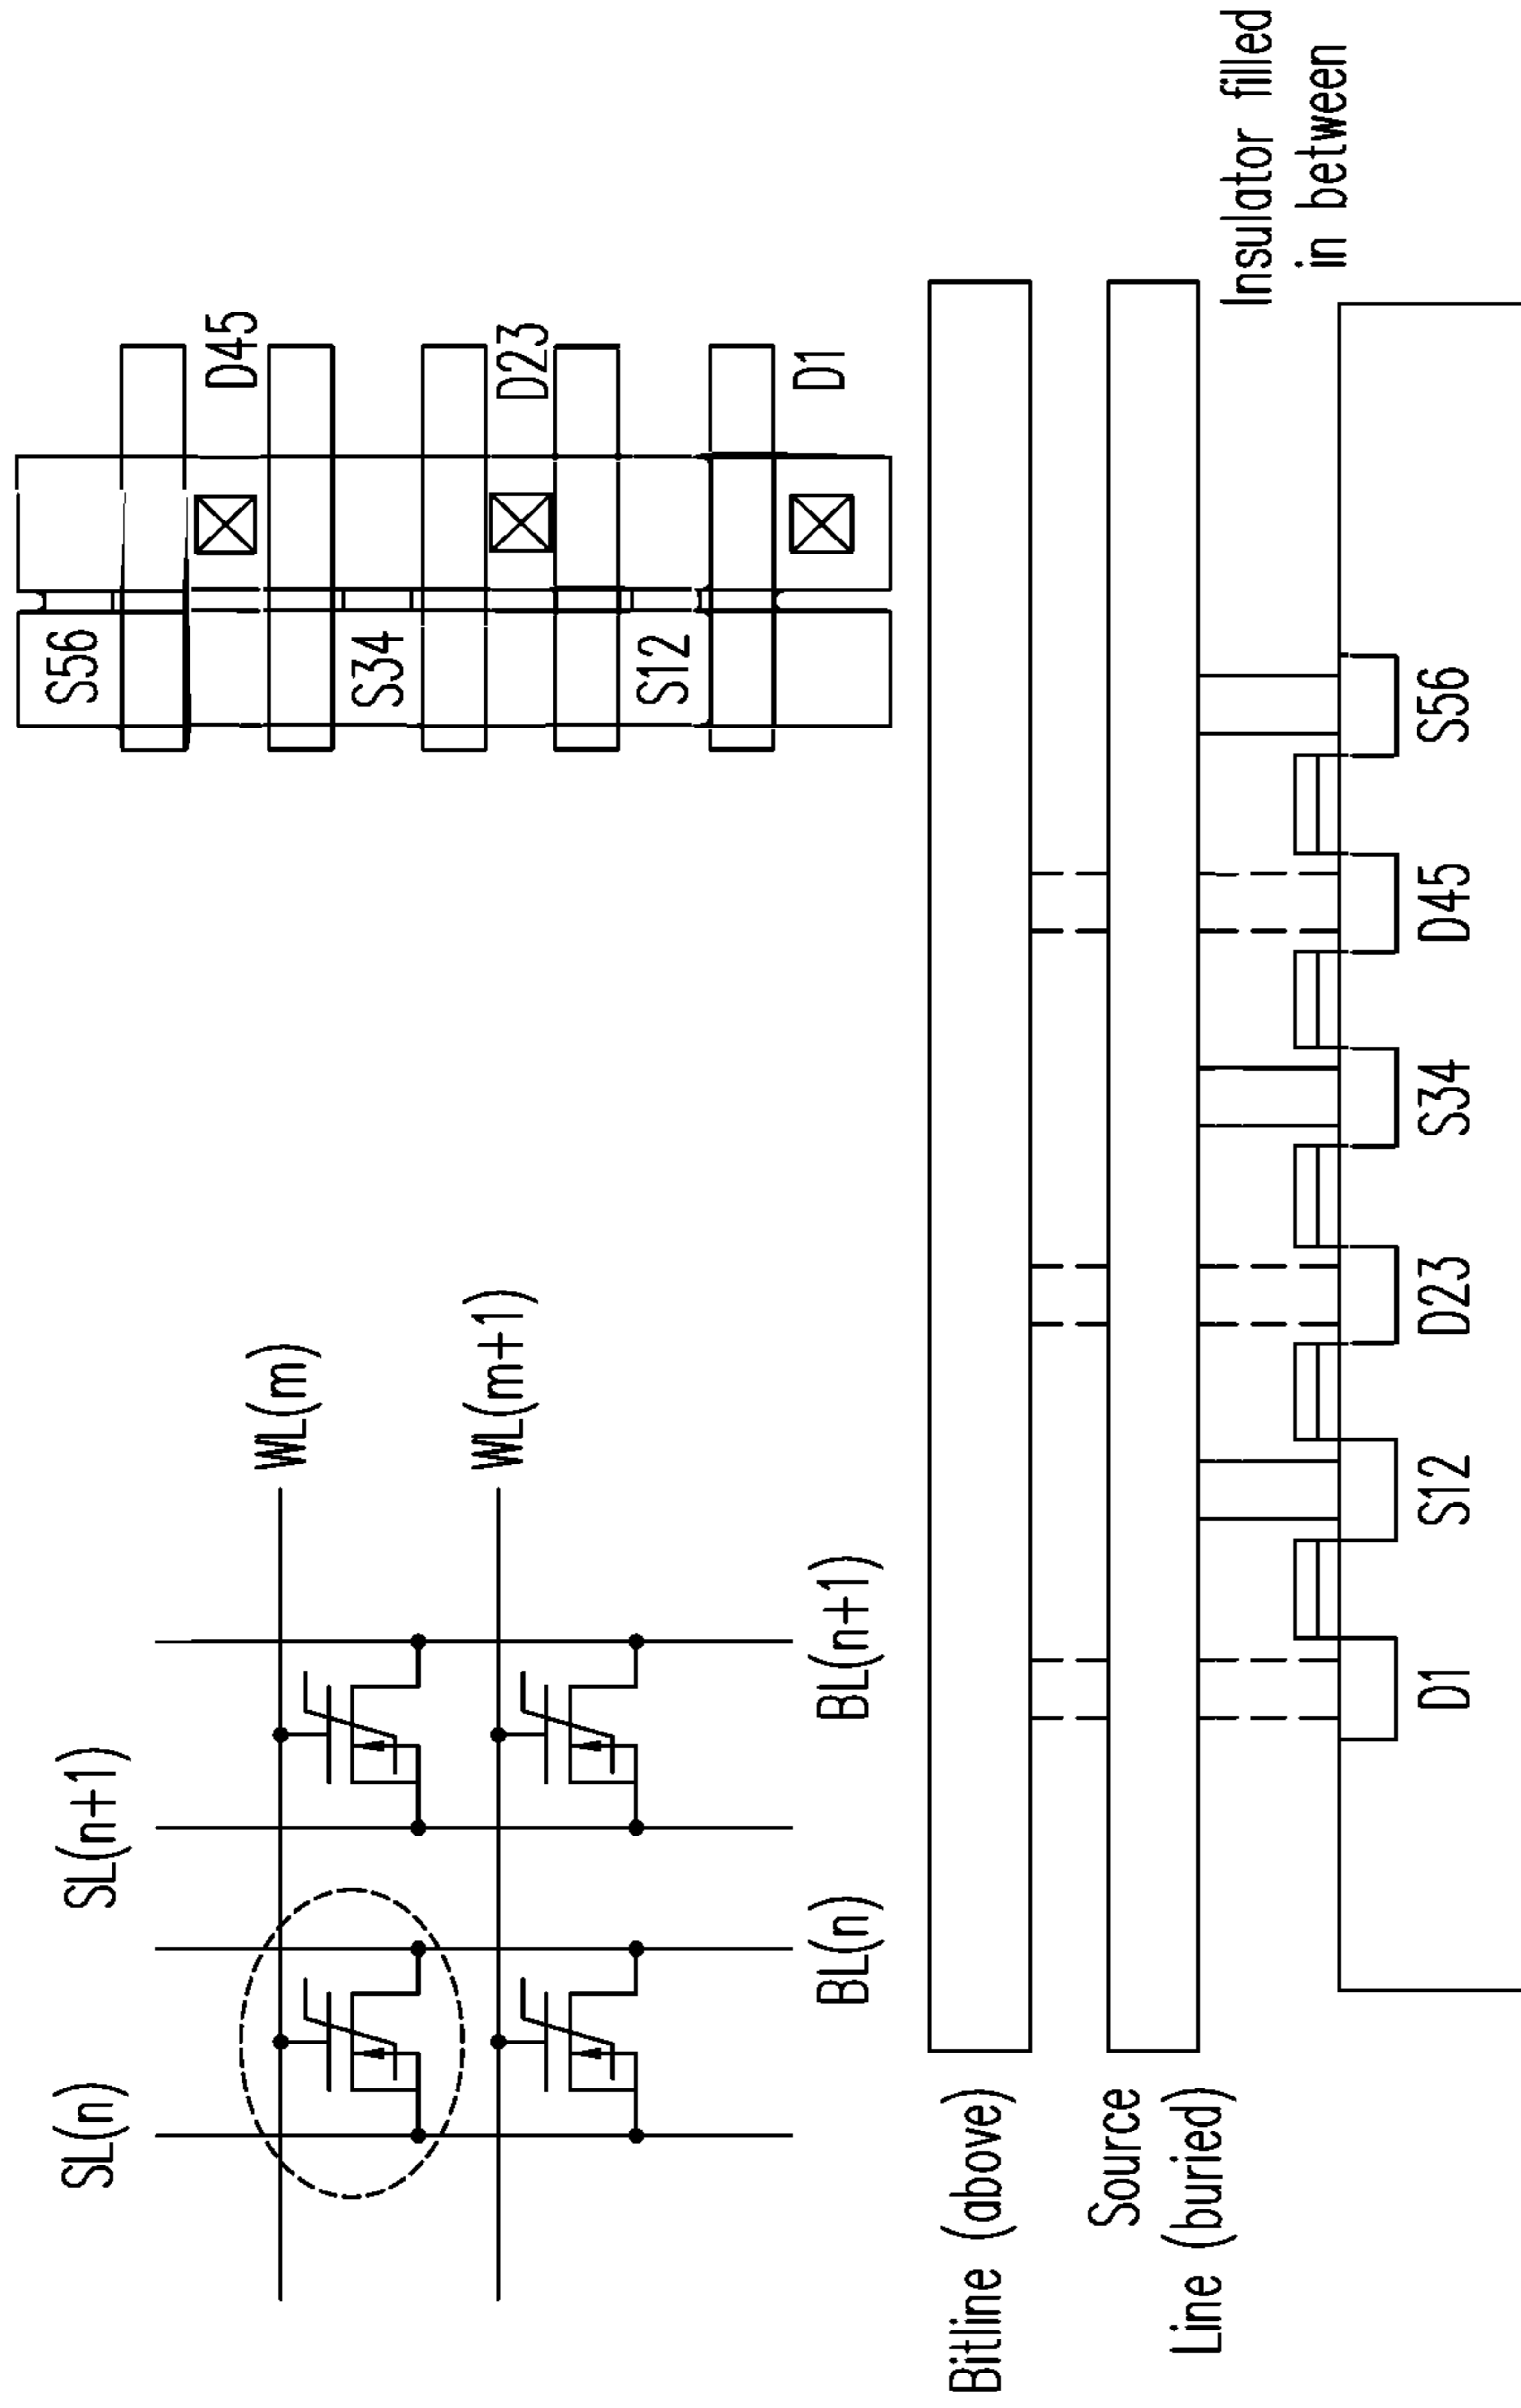 SL(n)
SL(n+1)
WL(m)
WL(m+1)
BL(n)
BL(n+1)
S56
D45
S34
D23
S12
D1
Bitline (above)
Source
Line (buried)
Insulator filled
in between
D1
S12
D23
S34
D45
S56